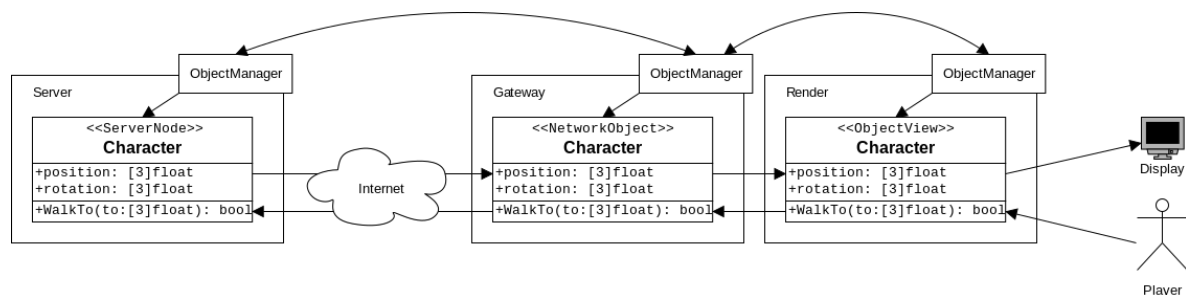 ObjectManager
ObjectManager
ObjectManager
Server
<<ServerNode>>
Character
+position: [3]float
+rotation: [3]float
+WalkTo(to:[3]float): bool
Internet
Gateway
<<NetworkObject>>
Character
+position: [3]float
+rotation: [3]float
+WalkTo(to:[3]float): bool
Render
<<ObjectView>>
Character
+position: [3]float
+rotation: [3]float
+WalkTo(to:[3]float): bool
Display
Player